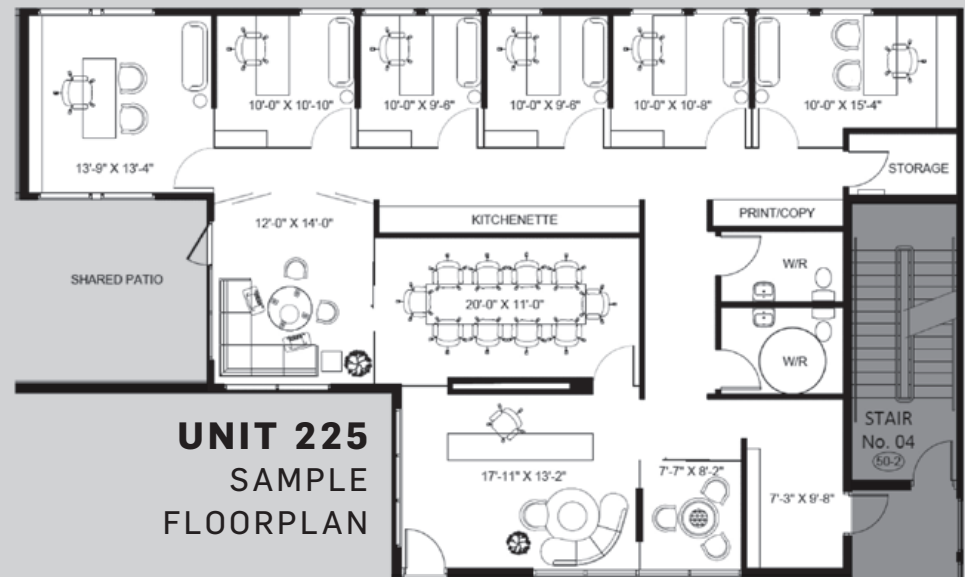 10'-0" X 10'-10"
10'-0" X 9'-6"
10'-0" X 9'-6"
10'-0" X 10'-8"
10'-0" X 15'-4"
13'-9" X 13'-4"
STORAGE
12'-0" X 14'-0"
KITCHENETTE
PRINT/COPY
SHARED PATIO
W/R
20'-0" X 11'-0"
W/R
UNIT 225
SAMPLE
FLOORPLAN
STAIR
No. 04
50-2
17'-11" X 13'-2"
7'-7" X 8'-2"
7'-3" X 9'-8"